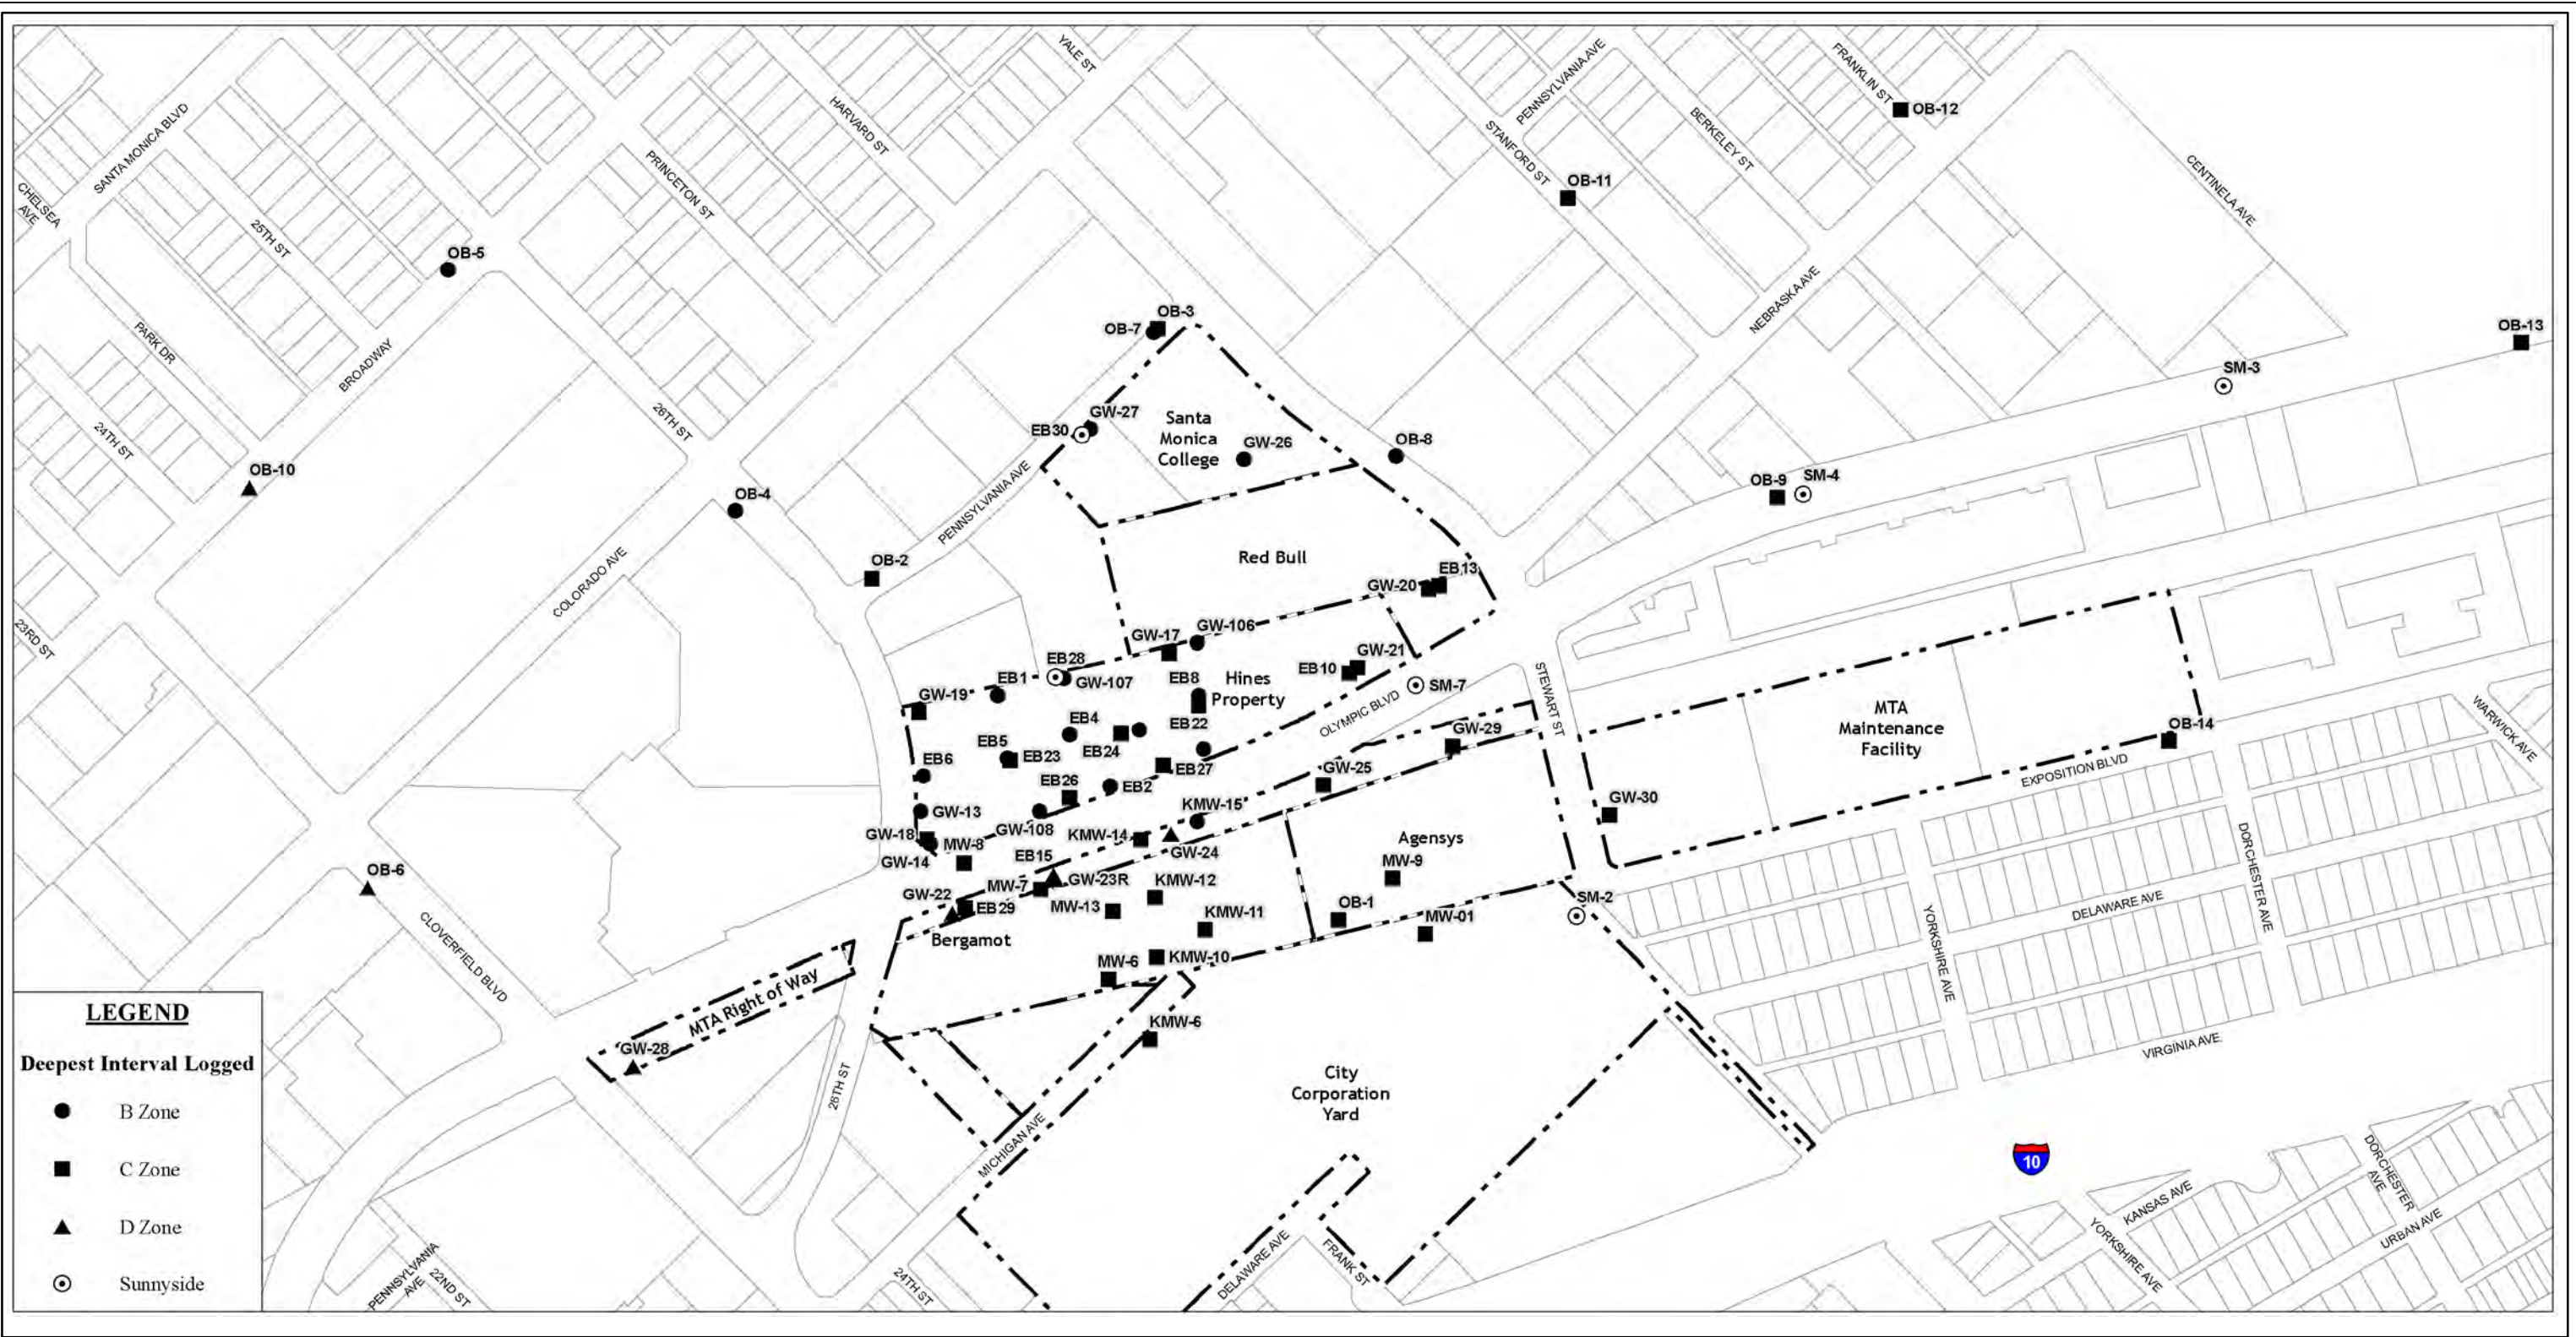 YALE ST
PENNSYLVANIA AVE
FRANKLIN ST
OB-12
SANTA MONICA BLVD
HARVARD ST
BERKELEY ST
STANFORD ST
CENTINELA AVE
CHELSEA
AVE
PRINCETON ST
OB-11
25TH ST
OB-5
NEBRASKA AVE
OB-3
OB-7
OB-13
PARK DR
BROADWAY
SM-3
26TH ST
GW-27
EB30
Santa
Monica
College
GW-26
OB-8
24TH ST
OB-10
OB-4
PENNSYLVANIA AVE
OB-9
SM-4
OB-2
COLORADO AVE
Red Bull
EB13
GW-20
23RD ST
GW-17
GW-106
EB28
GW-107
EB1
GW-19
EB8
Hines
Property
EB10
GW-21
SM-7
STEWART ST
OLYMPIC BLVD
EB22
EB4
EB24
EB5
EB23
EB6
EB26
EB27
EB2
GW-29
GW-25
MTA
Maintenance
Facility
OB-14
WARWICK AVE
EXPOSITION BLVD
GW-30
GW-13
GW-108
KMW-15
GW-18
MW-8
GW-14
EB15
KMW-14
GW-24
Agensys
MW-9
DORCHESTER AVE
OB-6
GW-22
MW-7
GW-23R
EB29
MW-13
KMW-12
KMW-11
OB-1
MW-01
SM-2
DELAWARE AVE
YORKSHIRE AVE
CLOVERFIELD BLVD
Bergamot
MW-6
KMW-10
MTA Right of Way
GW-28
KMW-6
VIRGINIA AVE
26TH ST
City
Corporation
Yard
MICHIGAN AVE
10
DORCHESTER
AVE
KANSAS AVE
YORKSHIRE AVE
URBAN AVE
DELAWARE AVE
FRANK ST
24TH ST
PENNSYLVANIA
AVE
22ND ST
LEGEND
Deepest Interval Logged
B Zone
C Zone
D Zone
Sunnyside